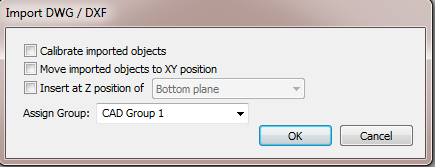 Import DWG / DXF
Calibrate imported objects
Move imported objects to XY position
Insert at Z position of Bottom plane
Assign Group: CAD Group 1
OK Cancel